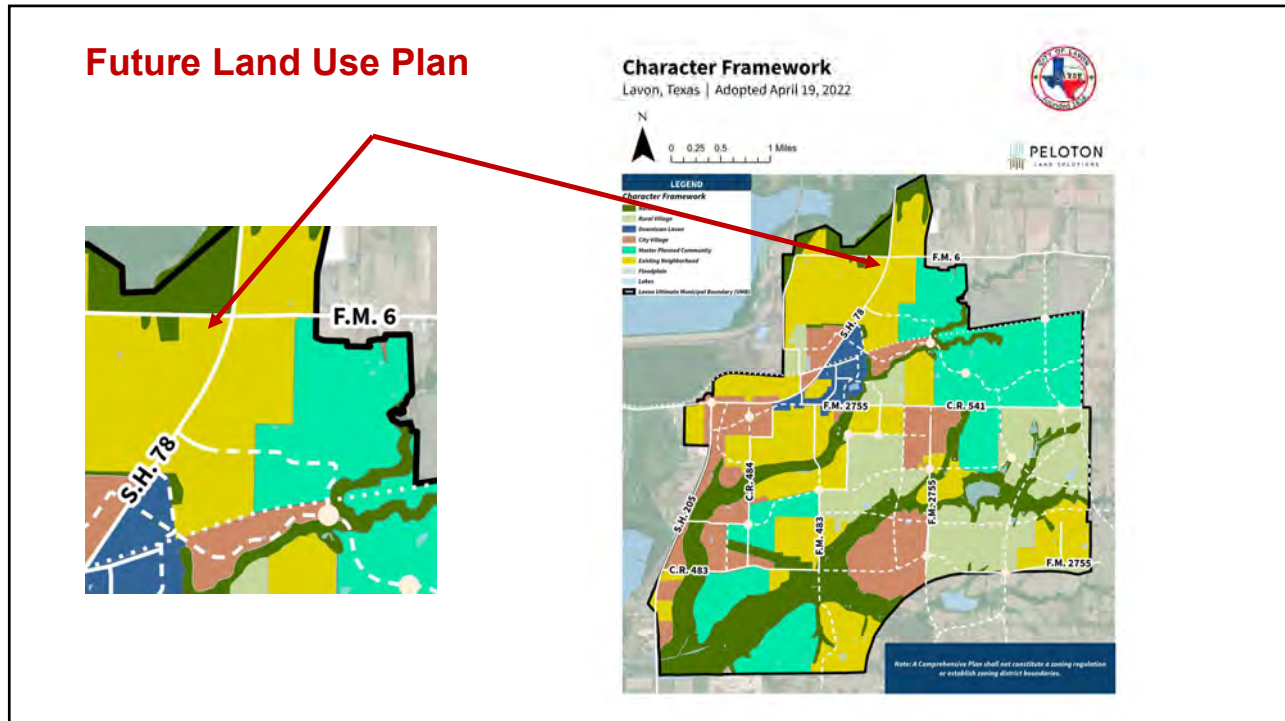 Future Land Use Plan
Character Framework
Lavon, Texas | Adopted April 19, 2022
CITY OF LAVON
N
0 0.25 0.5 1 Miles
PELOTON
LAND SOLUTIONS
LEGEND
Character Framework
Rural Village
Downtown Lavon
City Village
Master Planned Community
Existing Neighborhood
Floodplain
Lakes
Lavon Ultimate Municipal Boundary (UMB)
F.M. 6
S.H. 78
F.M. 2755
C.R. 541
C.R. 484
S.H. 205
F.M. 483
F.M. 2755
C.R. 483
F.M. 2755
F.M. 6
S.H. 78
Note: A Comprehensive Plan shall not constitute a zoning regulation
or establish zoning district boundaries.